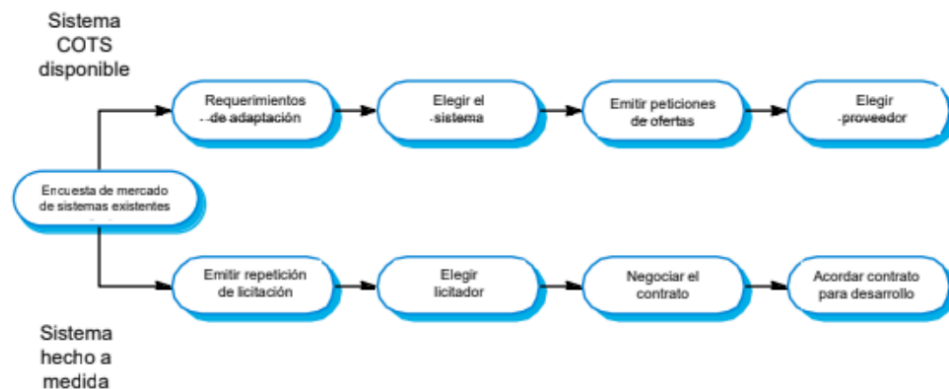 Sistema
COTS
disponible
Requerimientos
de adaptación
Elegir el
sistema
Emitir peticiones
de ofertas
Elegir
proveedor
Encuesta de mercado
de sistemas existentes
Emitir repetición
de licitación
Elegir
licitador
Negociar el
contrato
Acordar contrato
para desarrollo
Sistema
hecho a
medida